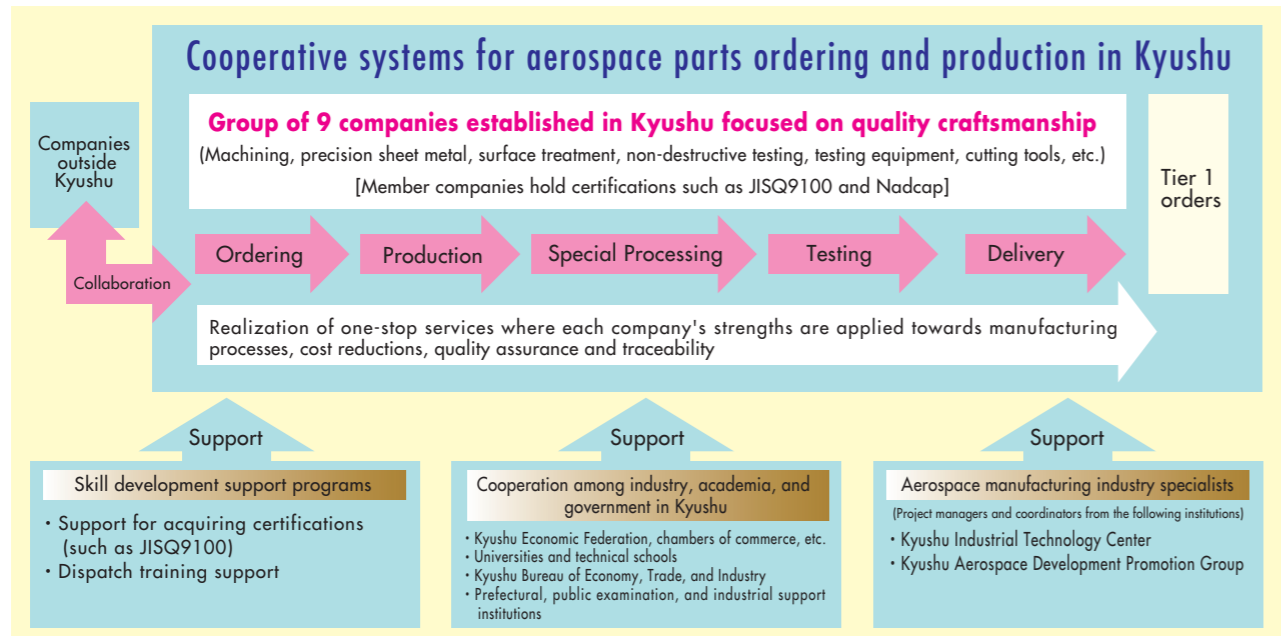 Cooperative systems for aerospace parts ordering and production in Kyushu
Companies
outside
Kyushu
Group of 9 companies established in Kyushu focused on quality craftsmanship
(Machining, precision sheet metal, surface treatment, non-destructive testing, testing equipment, cutting tools, etc.)
[Member companies hold certifications such as JISQ9100 and Nadcap]
Tier 1
orders
Collaboration
Ordering
Production
Special Processing
Testing
Delivery
Realization of one-stop services where each company's strengths are applied towards manufacturing
processes, cost reductions, quality assurance and traceability
Support
Skill development support programs
・Support for acquiring certifications
(such as JISQ9100)
・Dispatch training support
Support
Cooperation among industry, academia, and
government in Kyushu
・Kyushu Economic Federation, chambers of commerce, etc.
・Universities and technical schools
・Kyushu Bureau of Economy, Trade, and Industry
・Prefectural, public examination, and industrial support
institutions
Support
Aerospace manufacturing industry specialists
(Project managers and coordinators from the following institutions)
・Kyushu Industrial Technology Center
・Kyushu Aerospace Development Promotion Group